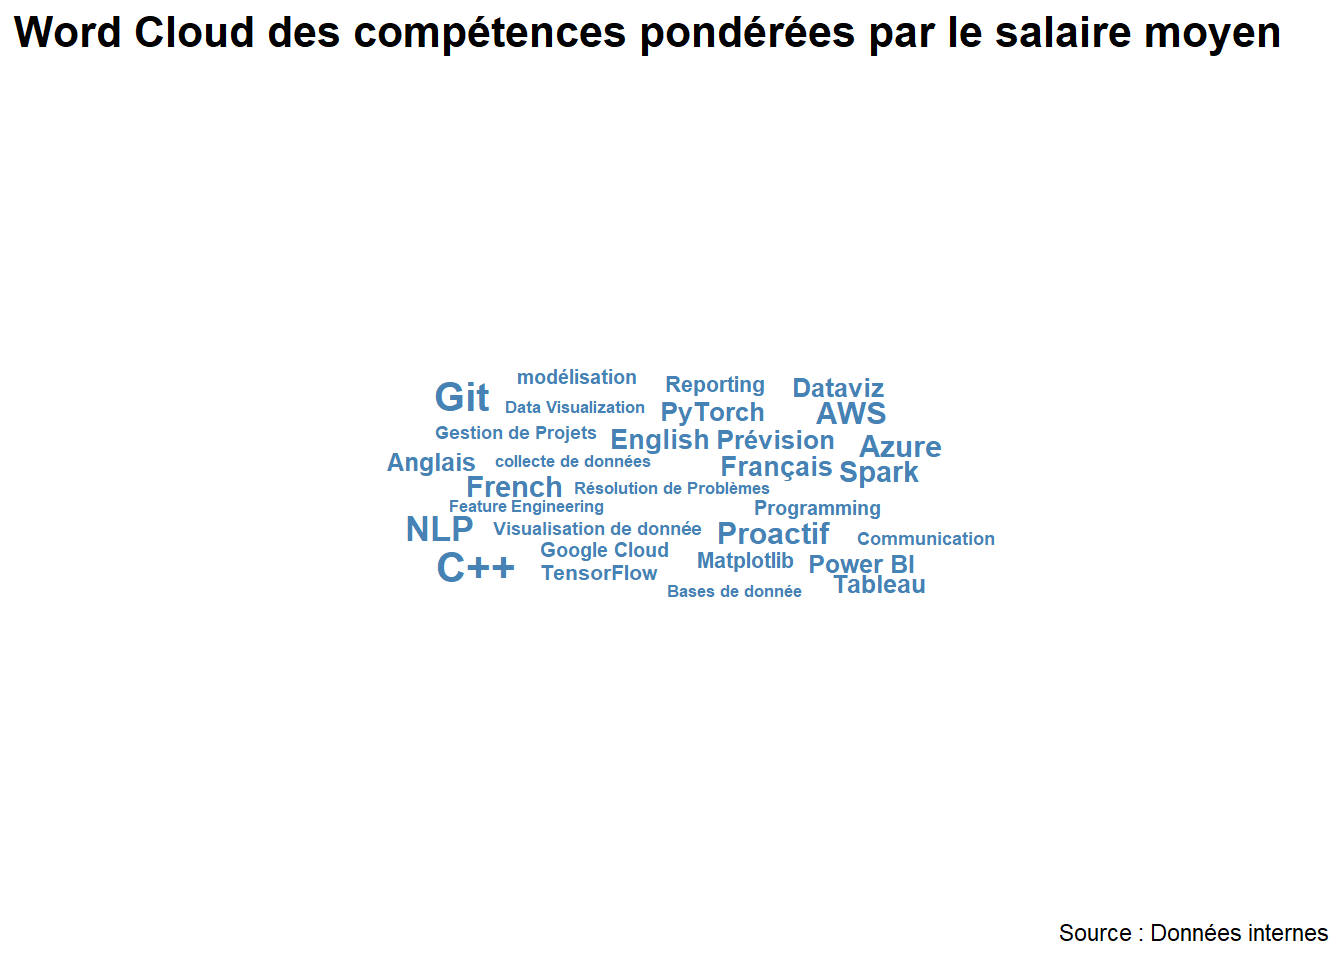 Word Cloud des compétences pondérées par le salaire moyen
modélisation
Reporting
Git
Dataviz
Data Visualization
PyTorch
AWS
Gestion de Projets
English
Prévision
Azure
Anglais
collecte de données
Français
Spark
French
Résolution de Problèmes
Feature Engineering
Programming
NLP
Visualisation de donnée
Proactif
Communication
Google Cloud
Matplotlib
Power BI
C++
TensorFlow
Tableau
Bases de donnée
Source : Données internes